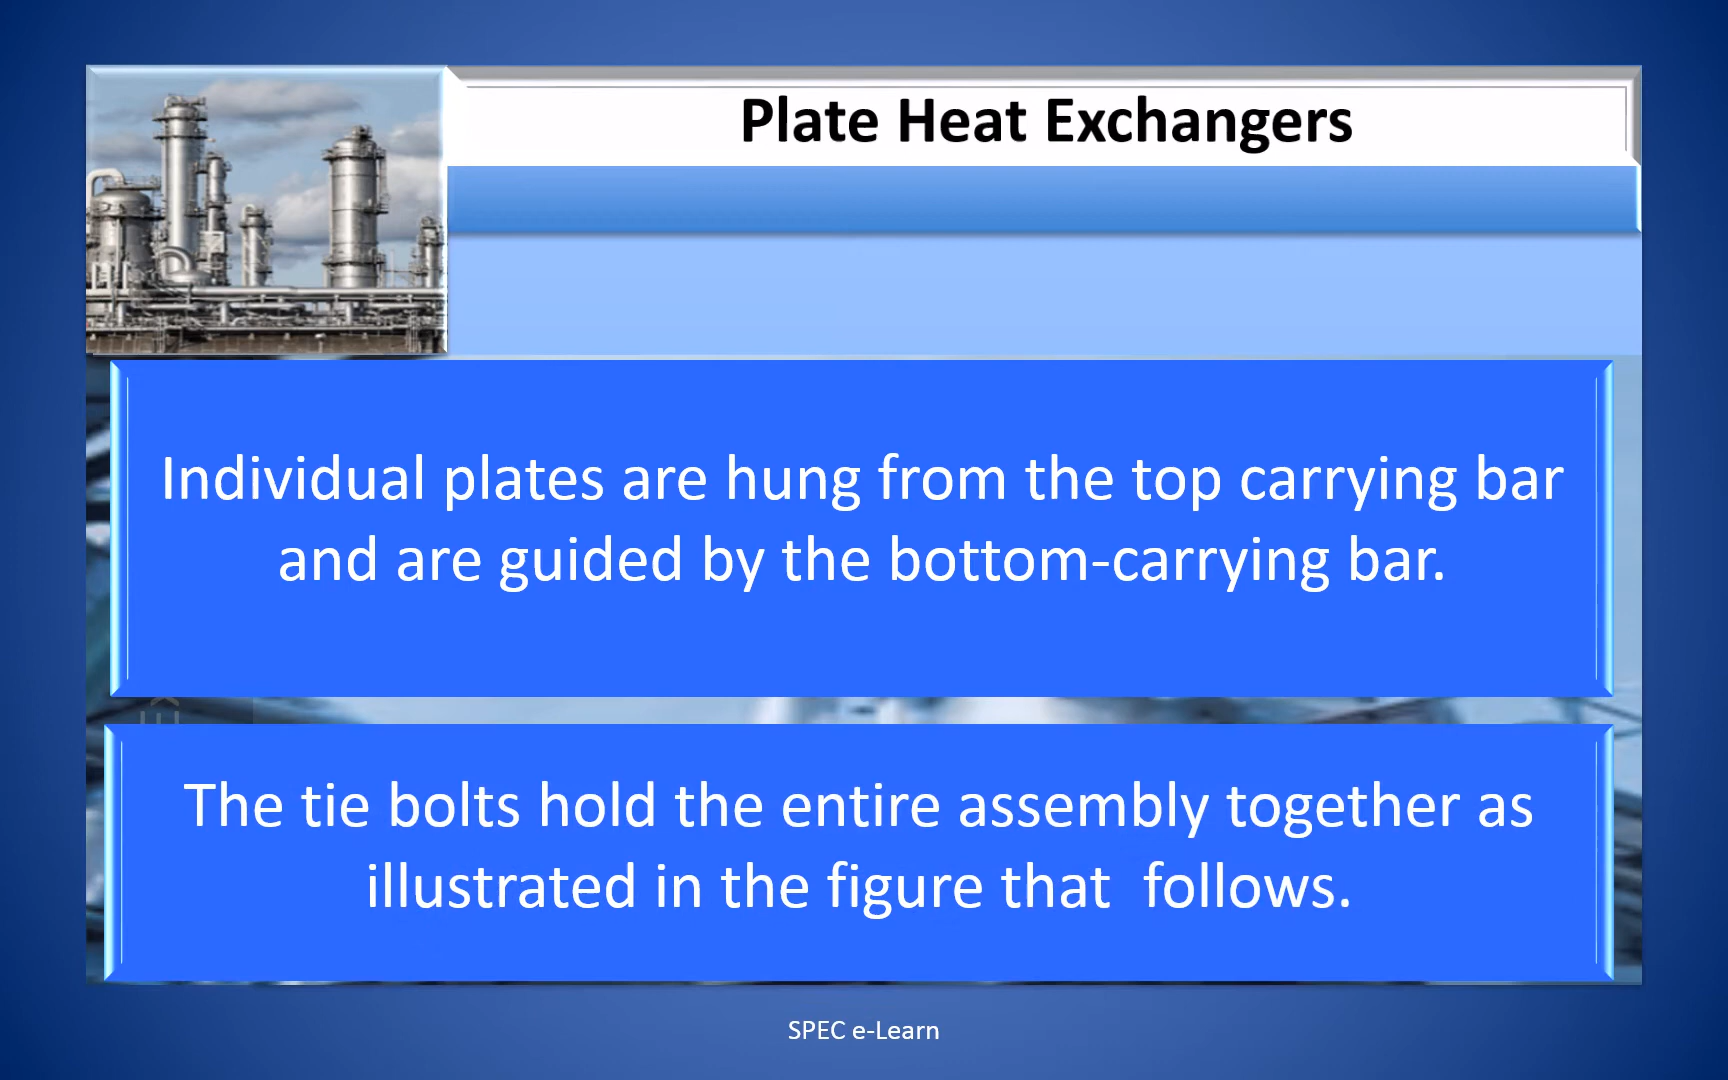 Plate Heat Exchangers
Individual plates are hung from the top carrying bar
and are guided by the bottom-carrying bar.
The tie bolts hold the entire assembly together as
illustrated in the figure that  follows.
SPEC e-Learn